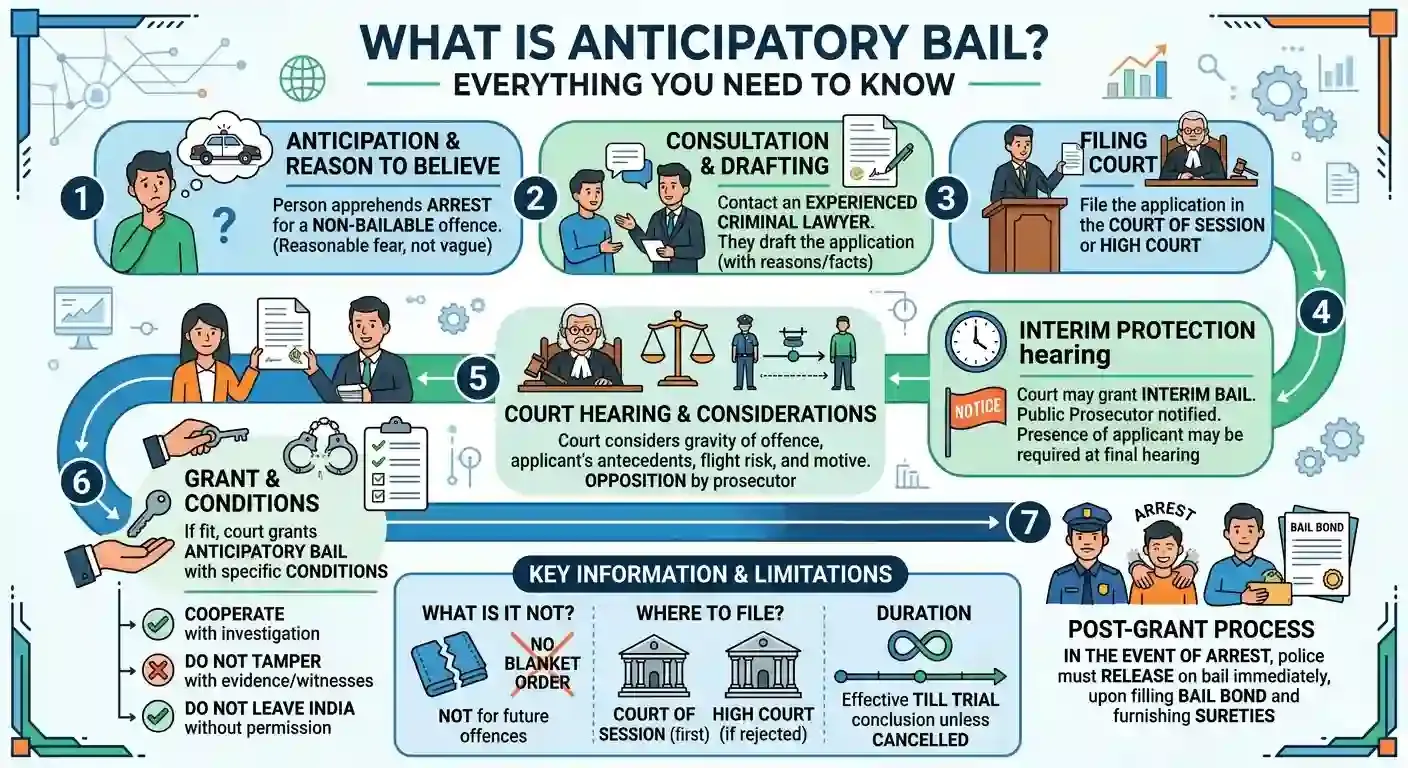 WHAT IS ANTICIPATORY BAIL?
EVERYTHING YOU NEED TO KNOW
1
ANTICIPATION &
REASON TO BELIEVE
?
Person apprehends ARREST
for a NON-BAILABLE offence.
(Reasonable fear, not vague)
2
CONSULTATION
& DRAFTING
Contact an EXPERIENCED
CRIMINAL LAWYER.
They draft the application
(with reasons/facts)
3
FILING
COURT
File the application in
the COURT OF SESSION
or HIGH COURT
4
INTERIM PROTECTION
hearing
NOTICE
Court may grant INTERIM BAIL.
Public Prosecutor notified.
Presence of applicant may be
required at final hearing
5
COURT HEARING & CONSIDERATIONS
Court considers gravity of offence,
applicant's antecedents, flight risk, and motive.
OPPOSITION by prosecutor
6
GRANT &
CONDITIONS
If fit, court grants
ANTICIPATORY BAIL
with specific CONDITIONS
COOPERATE
with investigation
DO NOT TAMPER
with evidence/witnesses
DO NOT LEAVE INDIA
without permission
7
ARREST
BAIL BOND
POST-GRANT PROCESS
IN THE EVENT OF ARREST, police
must RELEASE on bail immediately,
upon filling BAIL BOND and
furnishing SURETIES
KEY INFORMATION & LIMITATIONS
WHAT IS IT NOT?
NO
BLANKET
ORDER
NOT for future
offences
WHERE TO FILE?
COURT OF
SESSION (first)
HIGH COURT
(if rejected)
DURATION
Effective TILL TRIAL
conclusion unless
CANCELLED